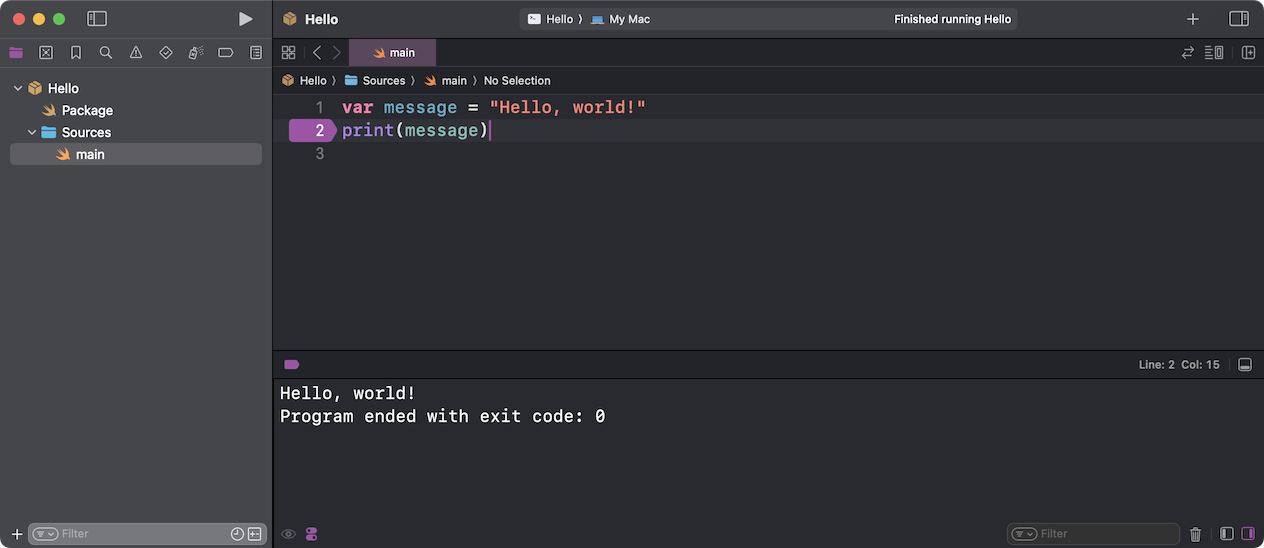 Hello
Hello ⟩ My Mac
Finished running Hello
main
Hello
Package
Sources
main
Hello ⟩ Sources ⟩ main ⟩ No Selection
1 var message = "Hello, world!"
2 print(message)
3
Line: 2 Col: 15
Hello, world!
Program ended with exit code: 0
Filter
Filter